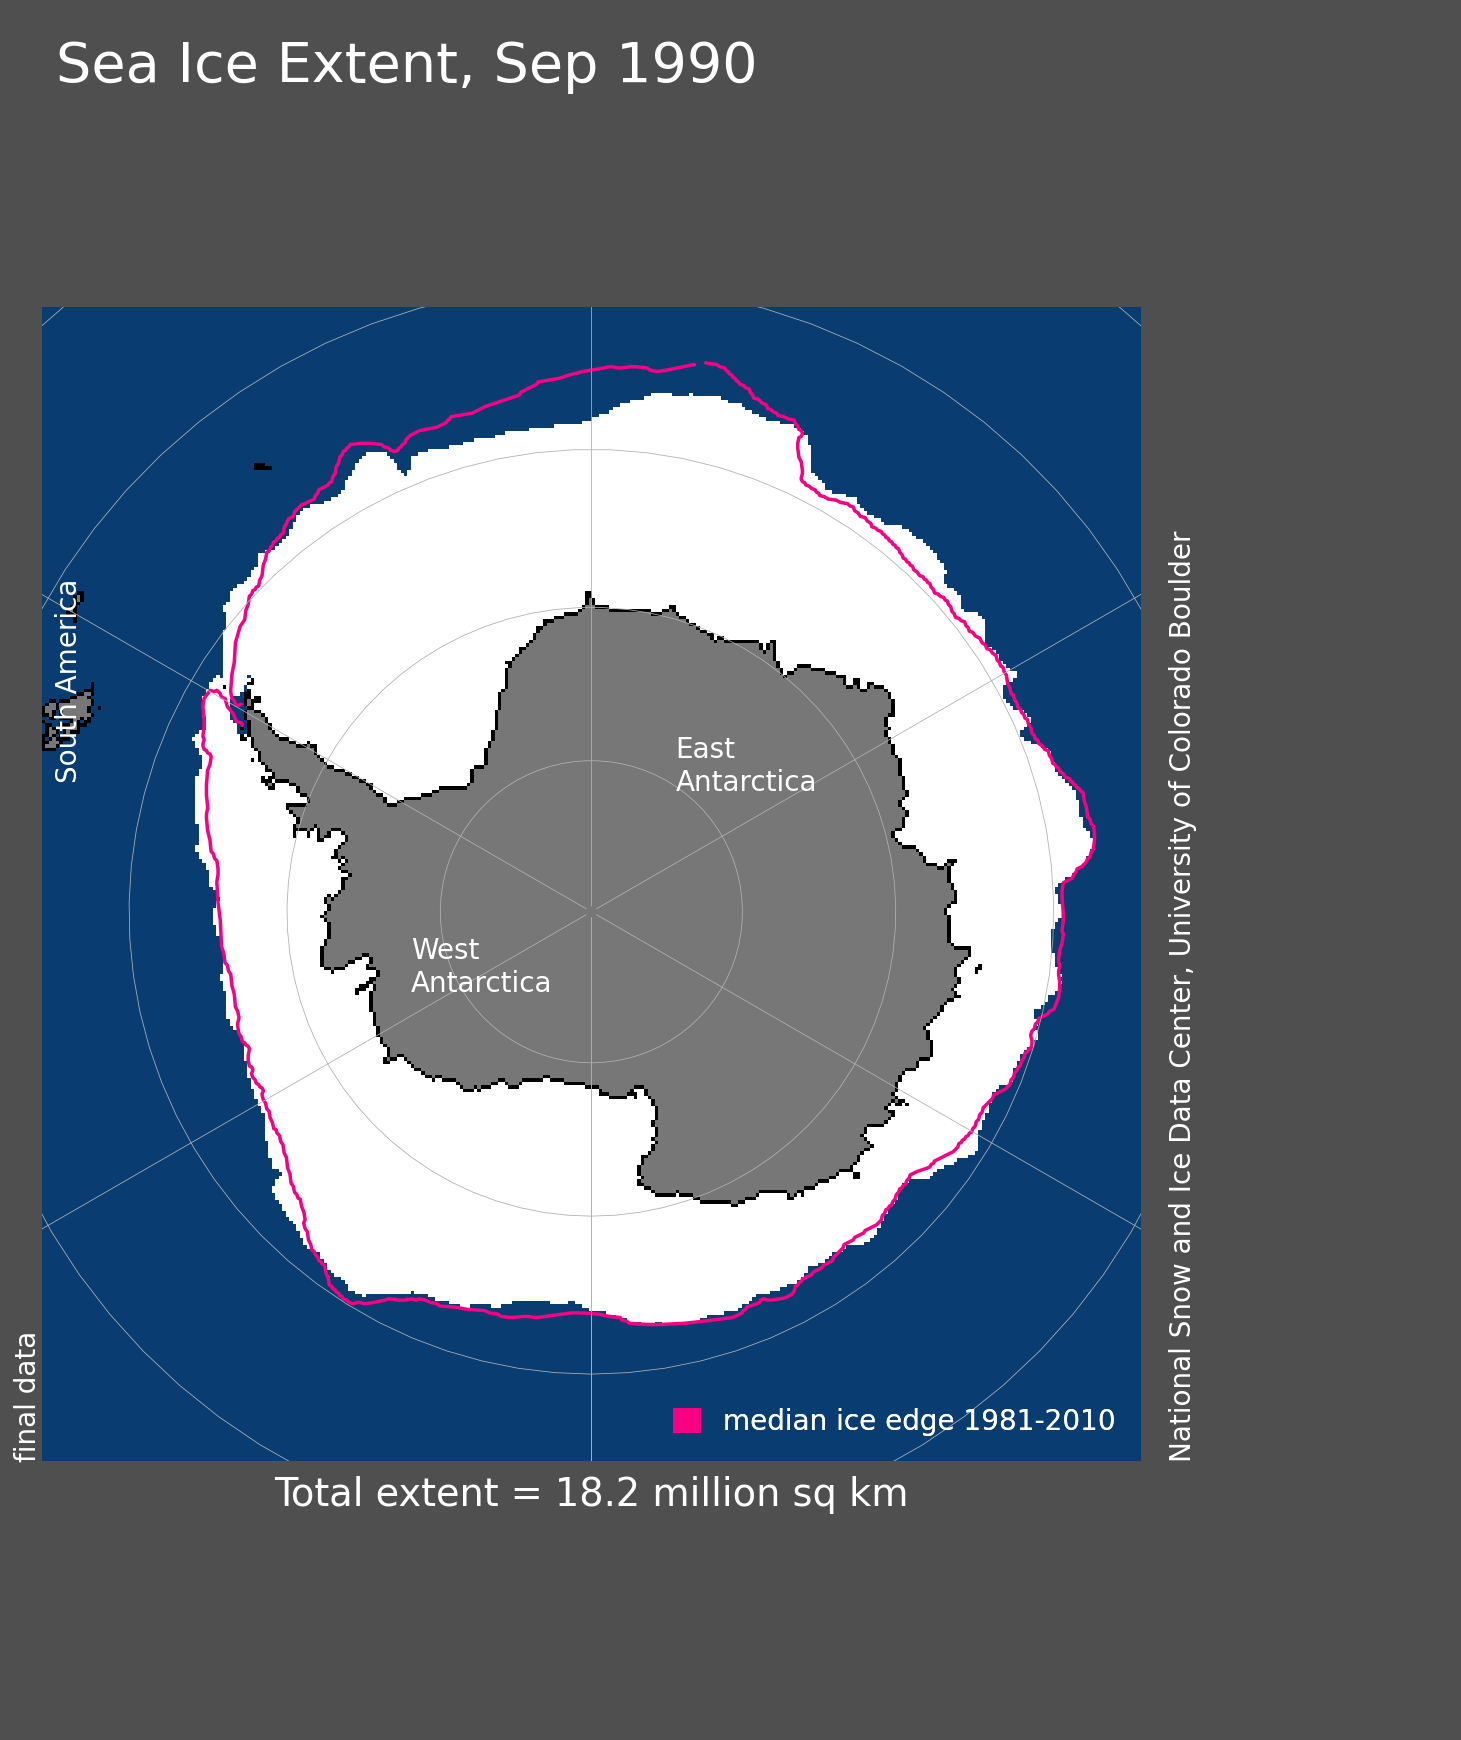 Sea Ice Extent, Sep 1990
South America
East
Antarctica
West
Antarctica
median ice edge 1981-2010
final data
National Snow and Ice Data Center, University of Colorado Boulder
Total extent = 18.2 million sq km